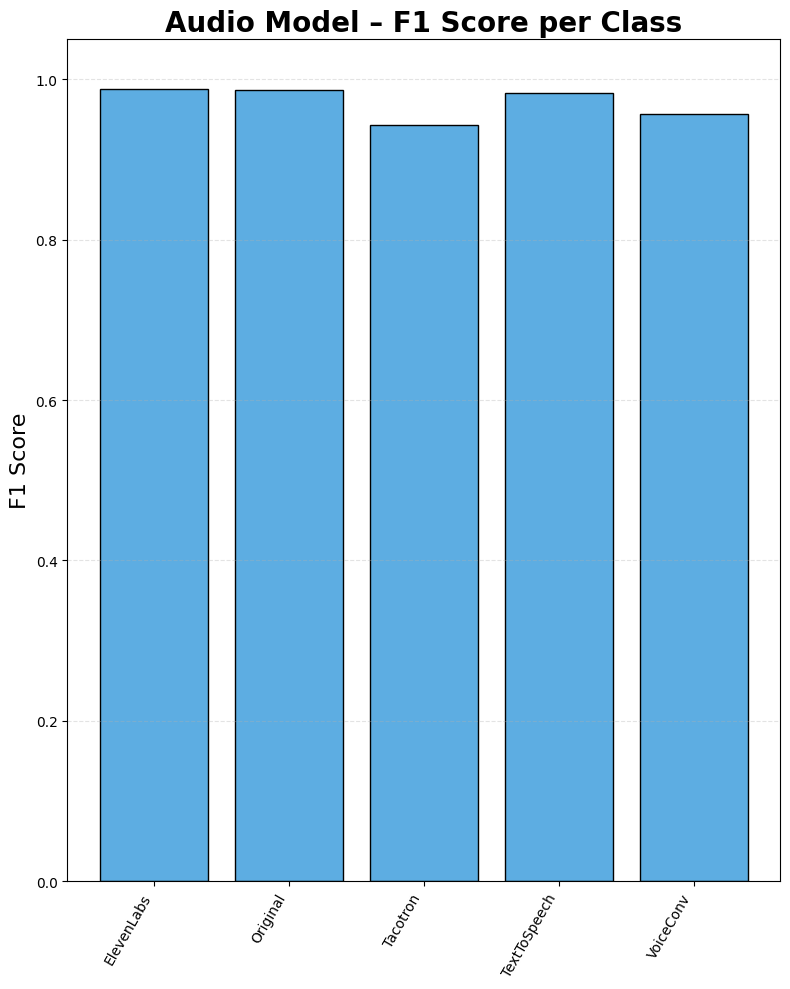 Audio Model – F1 Score per Class
F1 Score
1.0
0.8
0.6
0.4
0.2
0.0
ElevenLabs
Original
Tacotron
TextToSpeech
VoiceConv